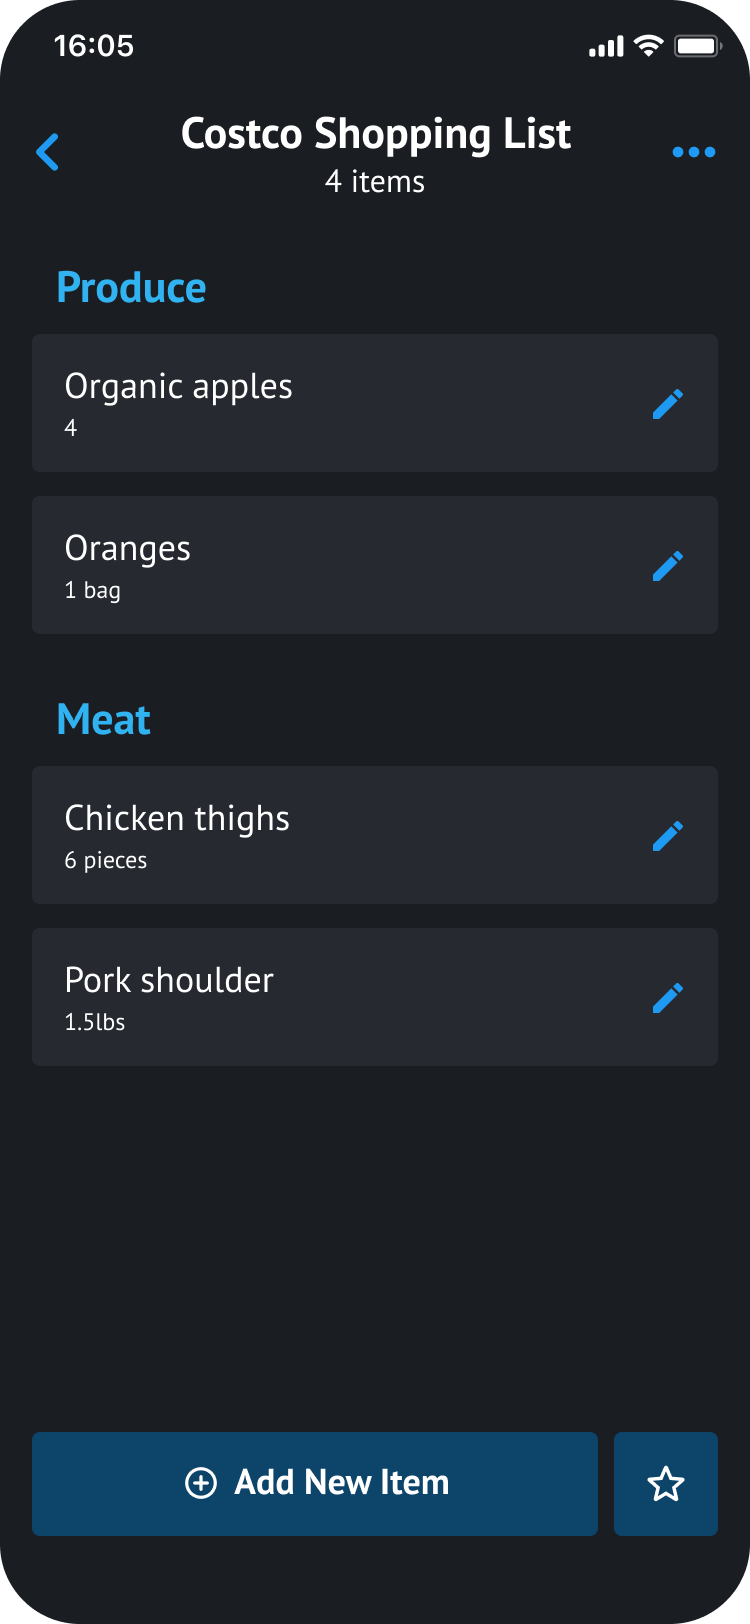 16:05
Costco Shopping List
4 items
Produce
Organic apples
4
Oranges
1 bag
Meat
Chicken thighs
6 pieces
Pork shoulder
1.5lbs
Add New Item